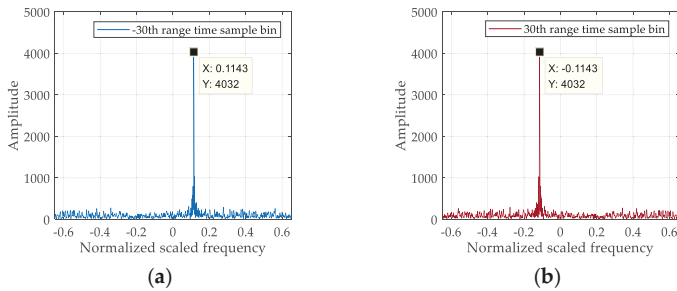 -30th range time sample bin
5000
4000
3000
2000
1000
0
Amplitude
X: 0.1143
Y: 4032
-0.6 -0.4 -0.2 0 0.2 0.4 0.6
Normalized scaled frequency
(a)
30th range time sample bin
5000
4000
3000
2000
1000
0
Amplitude
X: -0.1143
Y: 4032
-0.6 -0.4 -0.2 0 0.2 0.4 0.6
Normalized scaled frequency
(b)